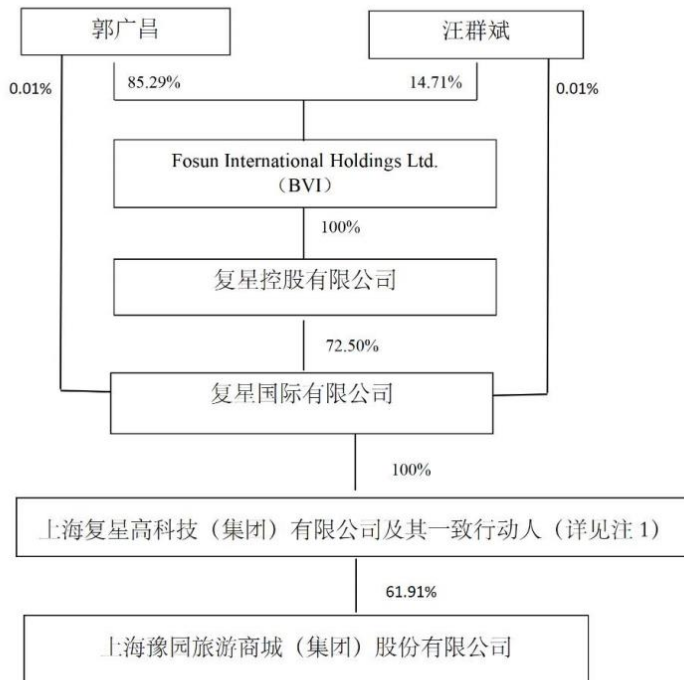 郭广昌
汪群斌
0.01%
85.29%
14.71%
0.01%
Fosun International Holdings Ltd.
（BVI）
100%
复星控股有限公司
72.50%
复星国际有限公司
100%
上海复星高科技（集团）有限公司及其一致行动人（详见注 1）
61.91%
上海豫园旅游商城（集团）股份有限公司